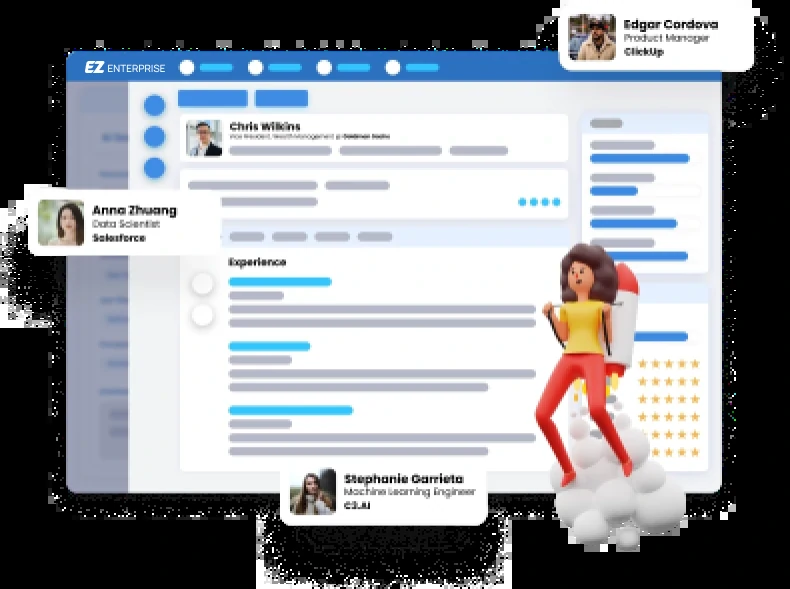 Edgar Cordova
Product Manager
ClickUp
EZ ENTERPRISE
Chris Wilkins
Vice President, Wealth Management @ Goldman Sachs
Anna Zhuang
Data Scientist
Salesforce
Experience
Stephanie Garrieta
Machine Learning Engineer
C3.AI